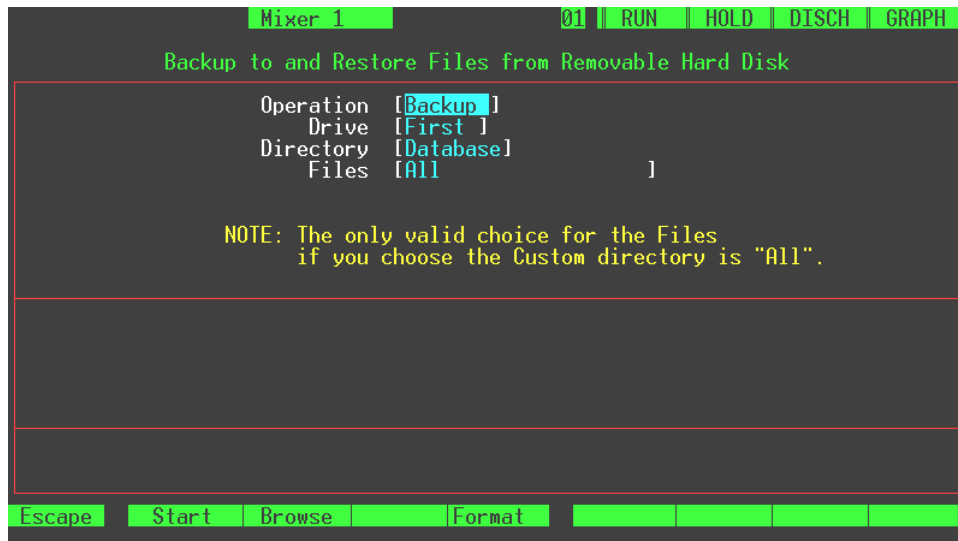 Mixer 1 01 RUN HOLD DISCH GRAPH
Backup to and Restore Files from Removable Hard Disk
Operation [Backup ]
Drive [First ]
Directory [Database]
Files [All ]
NOTE: The only valid choice for the Files
if you choose the Custom directory is "All".
Escape Start Browse Format